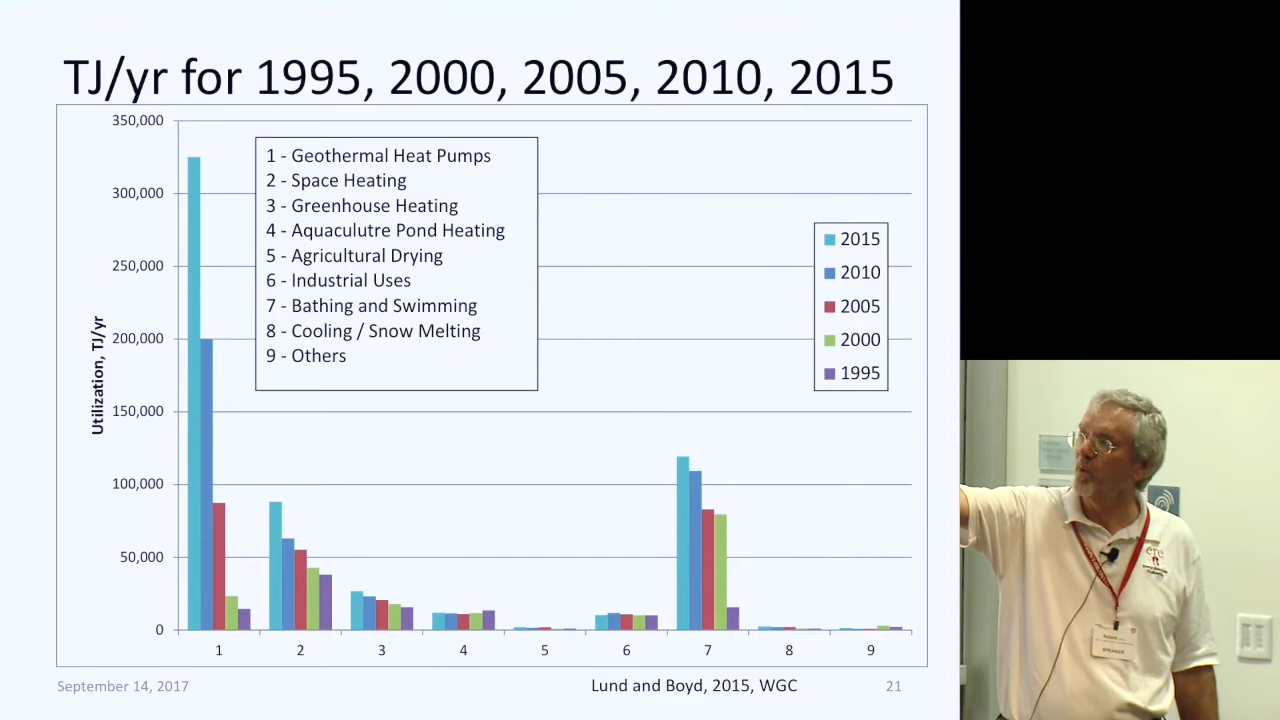 TJ/yr for 1995, 2000, 2005, 2010, 2015
350,000
300,000
250,000
200,000
150,000
100,000
50,000
0
Utilization, TJ/yr
1 - Geothermal Heat Pumps
2 - Space Heating
3 - Greenhouse Heating
4 - Aquaculutre Pond Heating
5 - Agricultural Drying
6 - Industrial Uses
7 - Bathing and Swimming
8 - Cooling / Snow Melting
9 - Others
2015
2010
2005
2000
1995
1 2 3 4 5 6 7 8 9
September 14, 2017
Lund and Boyd, 2015, WGC
21
SPEAKER